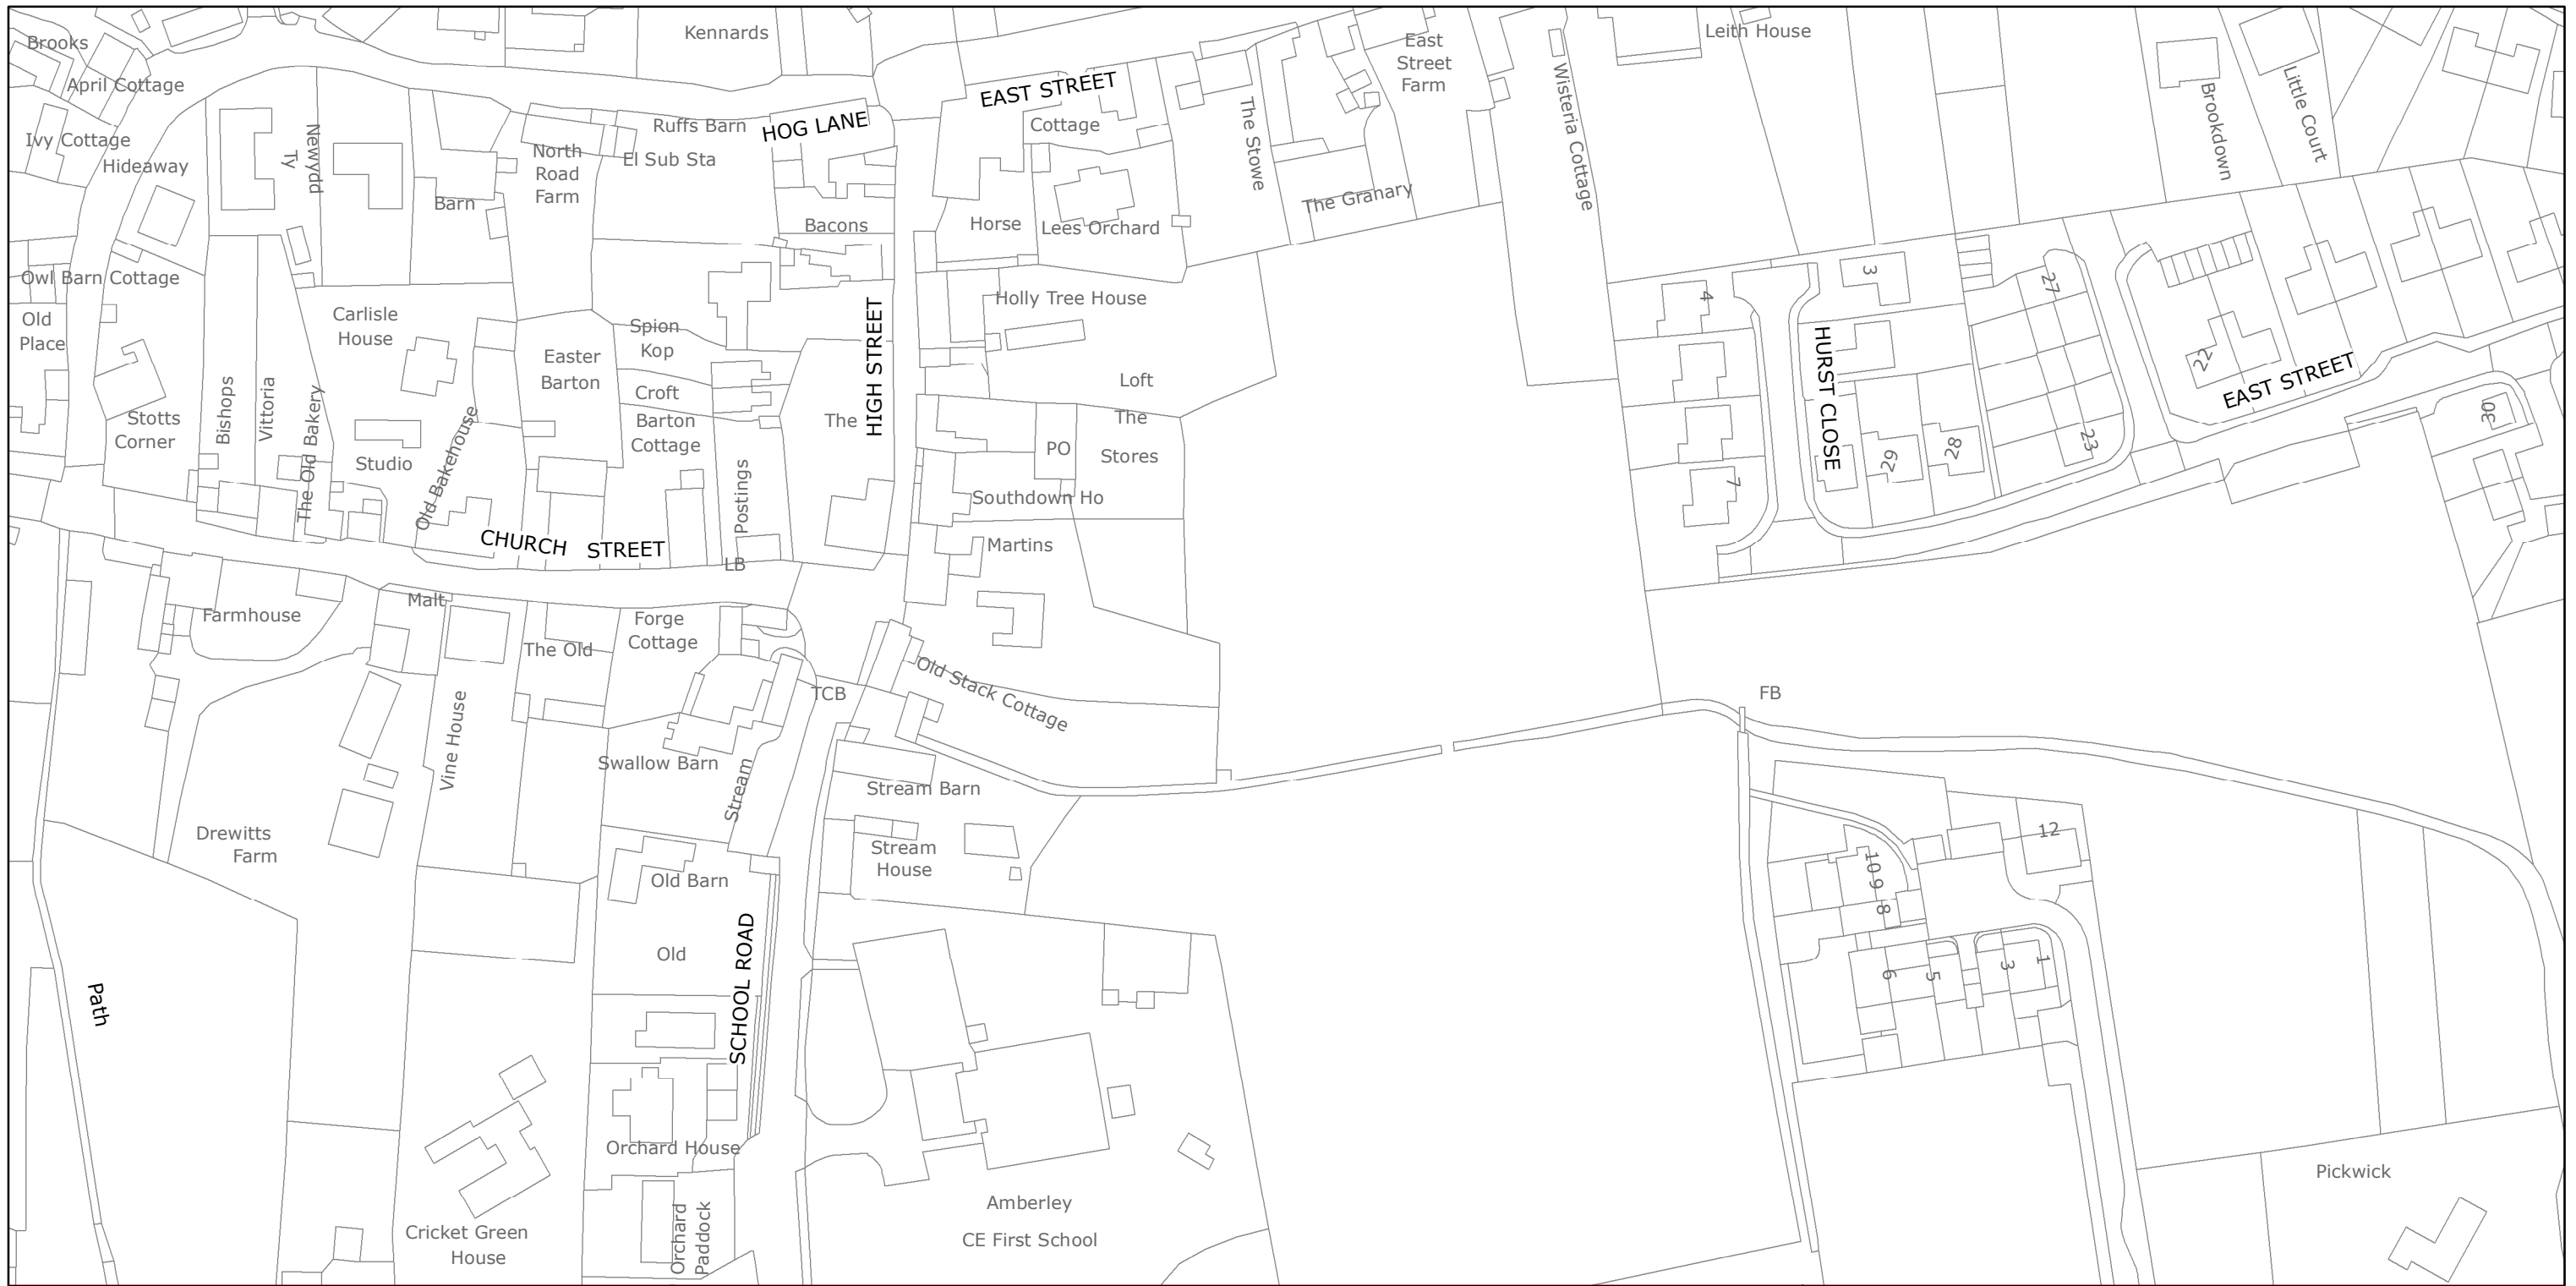 Brooks
April Cottage
Ivy Cottage
Hideaway
Kennards
Ty
Newydd
Barn
North
Road
Farm
Ruffs Barn
El Sub Sta
HOG LANE
EAST STREET
Cottage
Bacons
Horse
Lees Orchard
The Stowe
The Granary
East
Street
Farm
Wisteria Cottage
Leith House
Brookdown
Little Court
Owl Barn Cottage
Old
Place
Carlisle
House
Stotts
Corner
Bishops
Vittoria
The Old Bakery
Studio
Old Bakehouse
Easter
Barton
Spion
Kop
Croft
Barton
Cottage
Postings
The
HIGH STREET
Holly Tree House
Loft
The
Stores
PO
Southdown Ho
Martins
4
7
3
HURST CLOSE
29
28
27
23
22
EAST STREET
30
CHURCH STREET
LB
Farmhouse
Malt
The Old
Forge
Cottage
TCB
Old Stack Cottage
Vine House
Swallow Barn
Stream
Stream Barn
Stream
House
FB
Drewitts
Farm
Old Barn
Old
SCHOOL ROAD
Path
12
10
9
8
6
5
3
1
Orchard House
Orchard
Paddock
Cricket Green
House
Amberley
CE First School
Pickwick